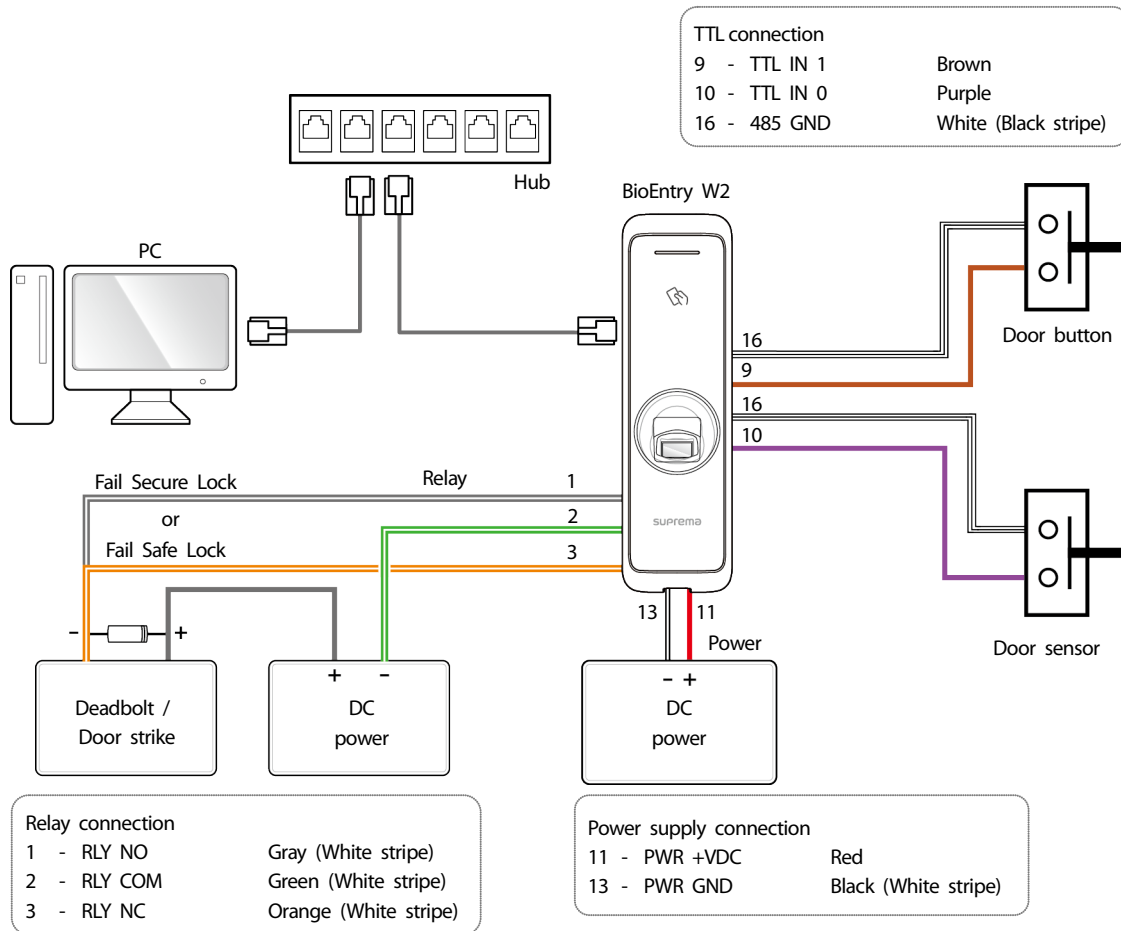 TTL connection
9 - TTL IN 1 Brown
10 - TTL IN 0 Purple
16 - 485 GND White (Black stripe)
Hub
BioEntry W2
PC
Door button
16
9
16
10
Fail Secure Lock
Relay
1
or
2
suprema
Fail Safe Lock
3
13
11
Power
- +
Door sensor
+ -
- +
Deadbolt /
Door strike
DC
power
DC
power
Relay connection
1 - RLY NO Gray (White stripe)
2 - RLY COM Green (White stripe)
3 - RLY NC Orange (White stripe)
Power supply connection
11 - PWR +VDC Red
13 - PWR GND Black (White stripe)